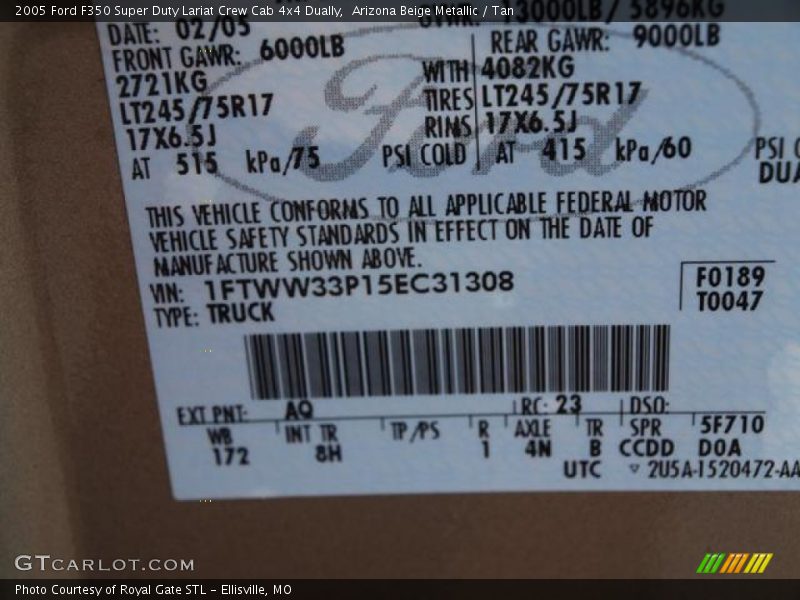 2005 Ford F350 Super Duty Lariat Crew Cab 4x4 Dually,  Arizona Beige Metallic / Tan
DATE: 02/05
3000LB / 5896KG
FRONT GAWR: 6000LB
REAR GAWR: 9000LB
2721KG
WITH 4082KG
LT245/75R17
TIRES LT245/75R17
17X6.5J
RIMS 17X6.5J
AT 515 kPa/75 PSI COLD
AT 415 kPa/60 PSI
DUA
Ford
THIS VEHICLE CONFORMS TO ALL APPLICABLE FEDERAL MOTOR
VEHICLE SAFETY STANDARDS IN EFFECT ON THE DATE OF
MANUFACTURE SHOWN ABOVE.
VIN: 1FTWW33P15EC31308
TYPE: TRUCK
F0189
T0047
EXT PNT: AQ RC: 23 DSO:
WB INT TR TP/PS R AXLE TR SPR 5F710
172 8H 1 4N B CCDD D0A
UTC ▽ 2U5A-1520472-AA
GTCARLOT.COM
Photo Courtesy of Royal Gate STL - Ellisville, MO